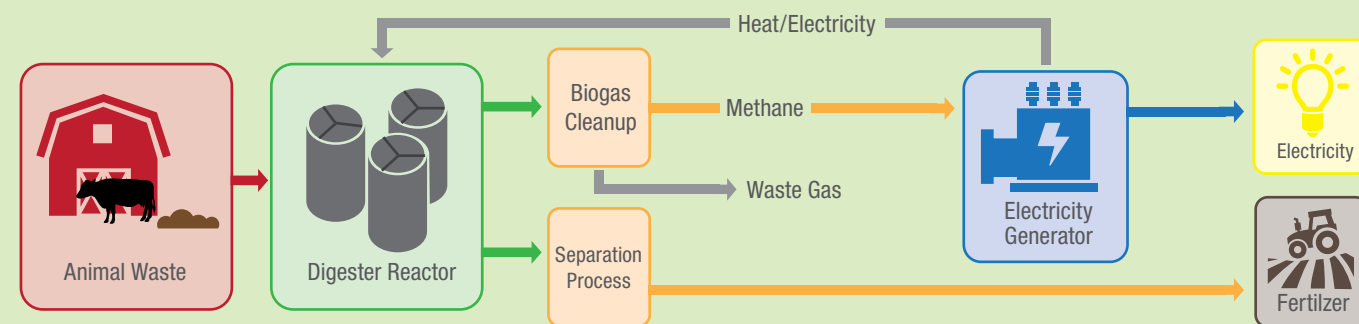 Heat/Electricity
Biogas
Cleanup
Methane
Electricity
Waste Gas
Electricity
Generator
Animal Waste
Digester Reactor
Separation
Process
Fertilzer